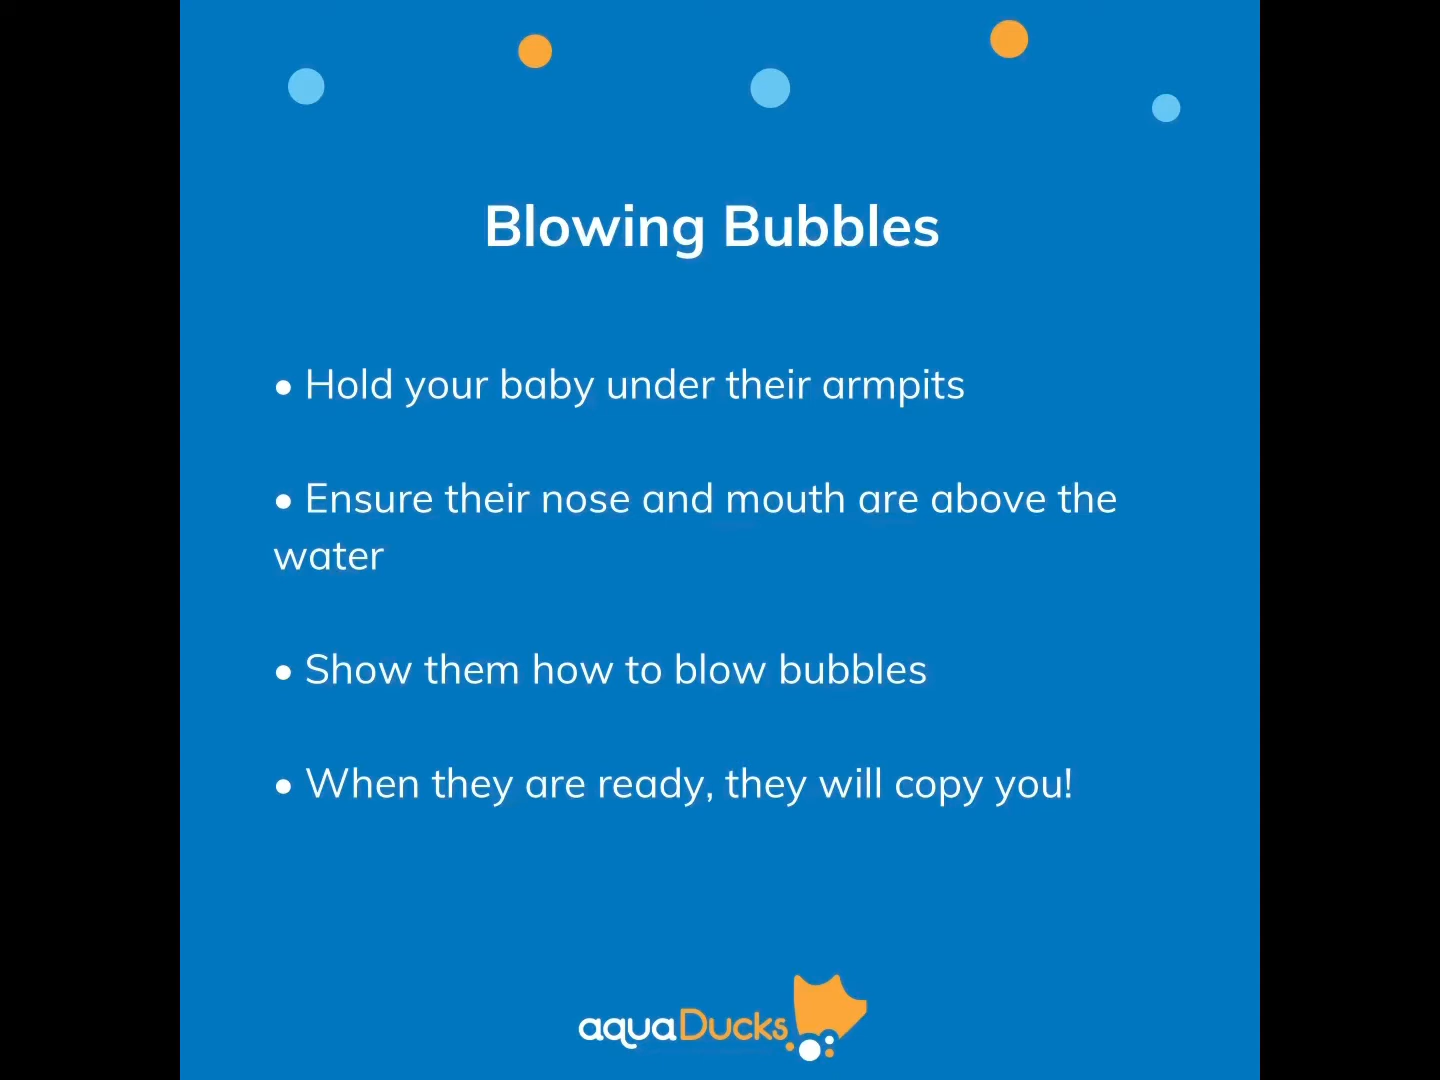 Blowing Bubbles
• Hold your baby under their armpits
• Ensure their nose and mouth are above the
water
• Show them how to blow bubbles
• When they are ready, they will copy you!
aquaDucks